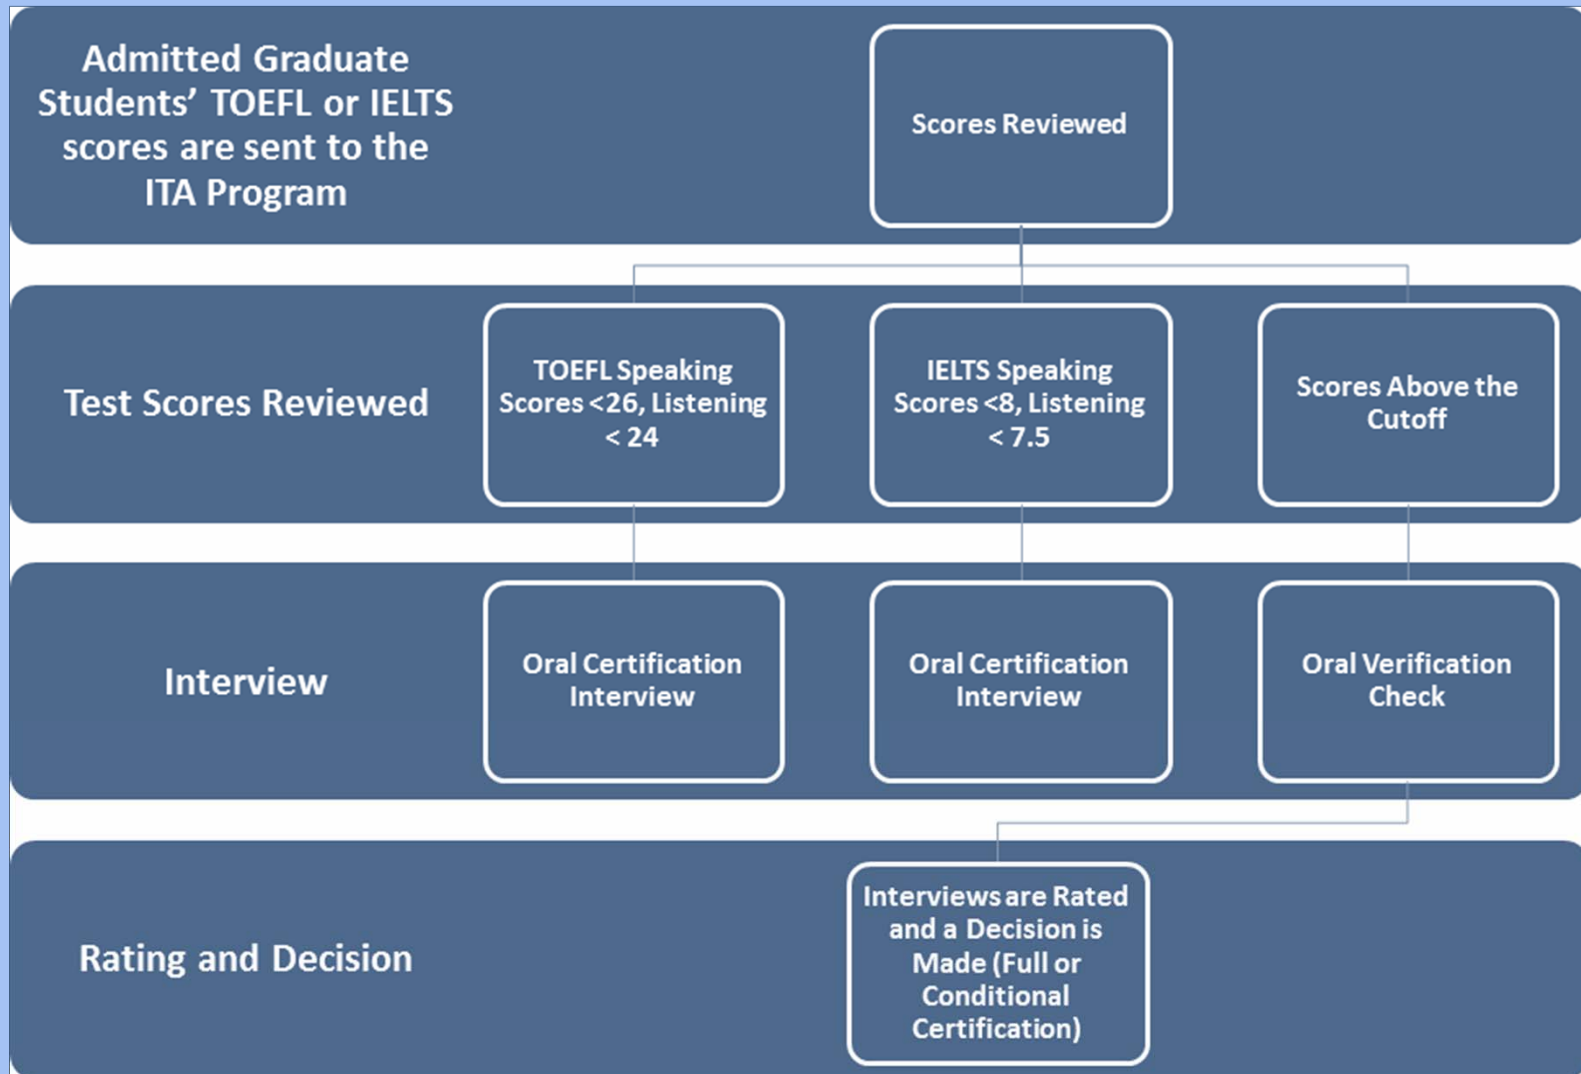 Admitted Graduate
Students' TOEFL or IELTS
scores are sent to the
ITA Program
Scores Reviewed
Test Scores Reviewed
TOEFL Speaking
Scores <26, Listening
< 24
IELTS Speaking
Scores <8, Listening
< 7.5
Scores Above the
Cutoff
Interview
Oral Certification
Interview
Oral Certification
Interview
Oral Verification
Check
Rating and Decision
Interviews are Rated
and a Decision is
Made (Full or
Conditional
Certification)